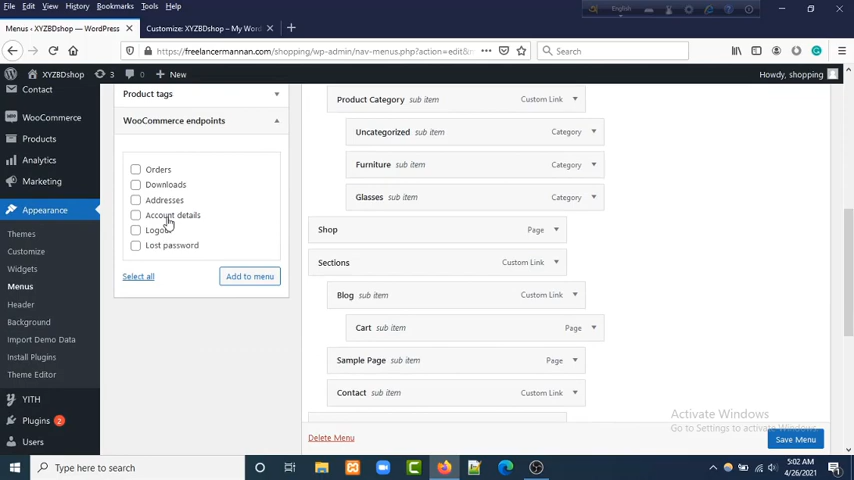 File Edit View History Bookmarks Tools Help
English
Menus ‹ XYZBDshop — WordPress
Customize: XYZBDshop – My Wor
https://freelancermannan.com/shopping/wp-admin/nav-menus.php?action=edit&
Search
XYZBDshop 3 0 New
Howdy, shopping
Contact
WooCommerce
Products
Analytics
Marketing
Appearance
Themes
Customize
Widgets
Menus
Header
Background
Import Demo Data
Install Plugins
Theme Editor
YITH
Plugins 2
Users
Product tags
WooCommerce endpoints
Orders
Downloads
Addresses
Account details
Logout
Lost password
Select all
Add to menu
Product Category sub item Custom Link
Uncategorized sub item Category
Furniture sub item Category
Glasses sub item Category
Shop Page
Sections Custom Link
Blog sub item Custom Link
Cart sub item Page
Sample Page sub item Page
Contact sub item Custom Link
Delete Menu
Save Menu
Activate Windows
Go to Settings to activate Windows.
Type here to search
5:02 AM
4/26/2021